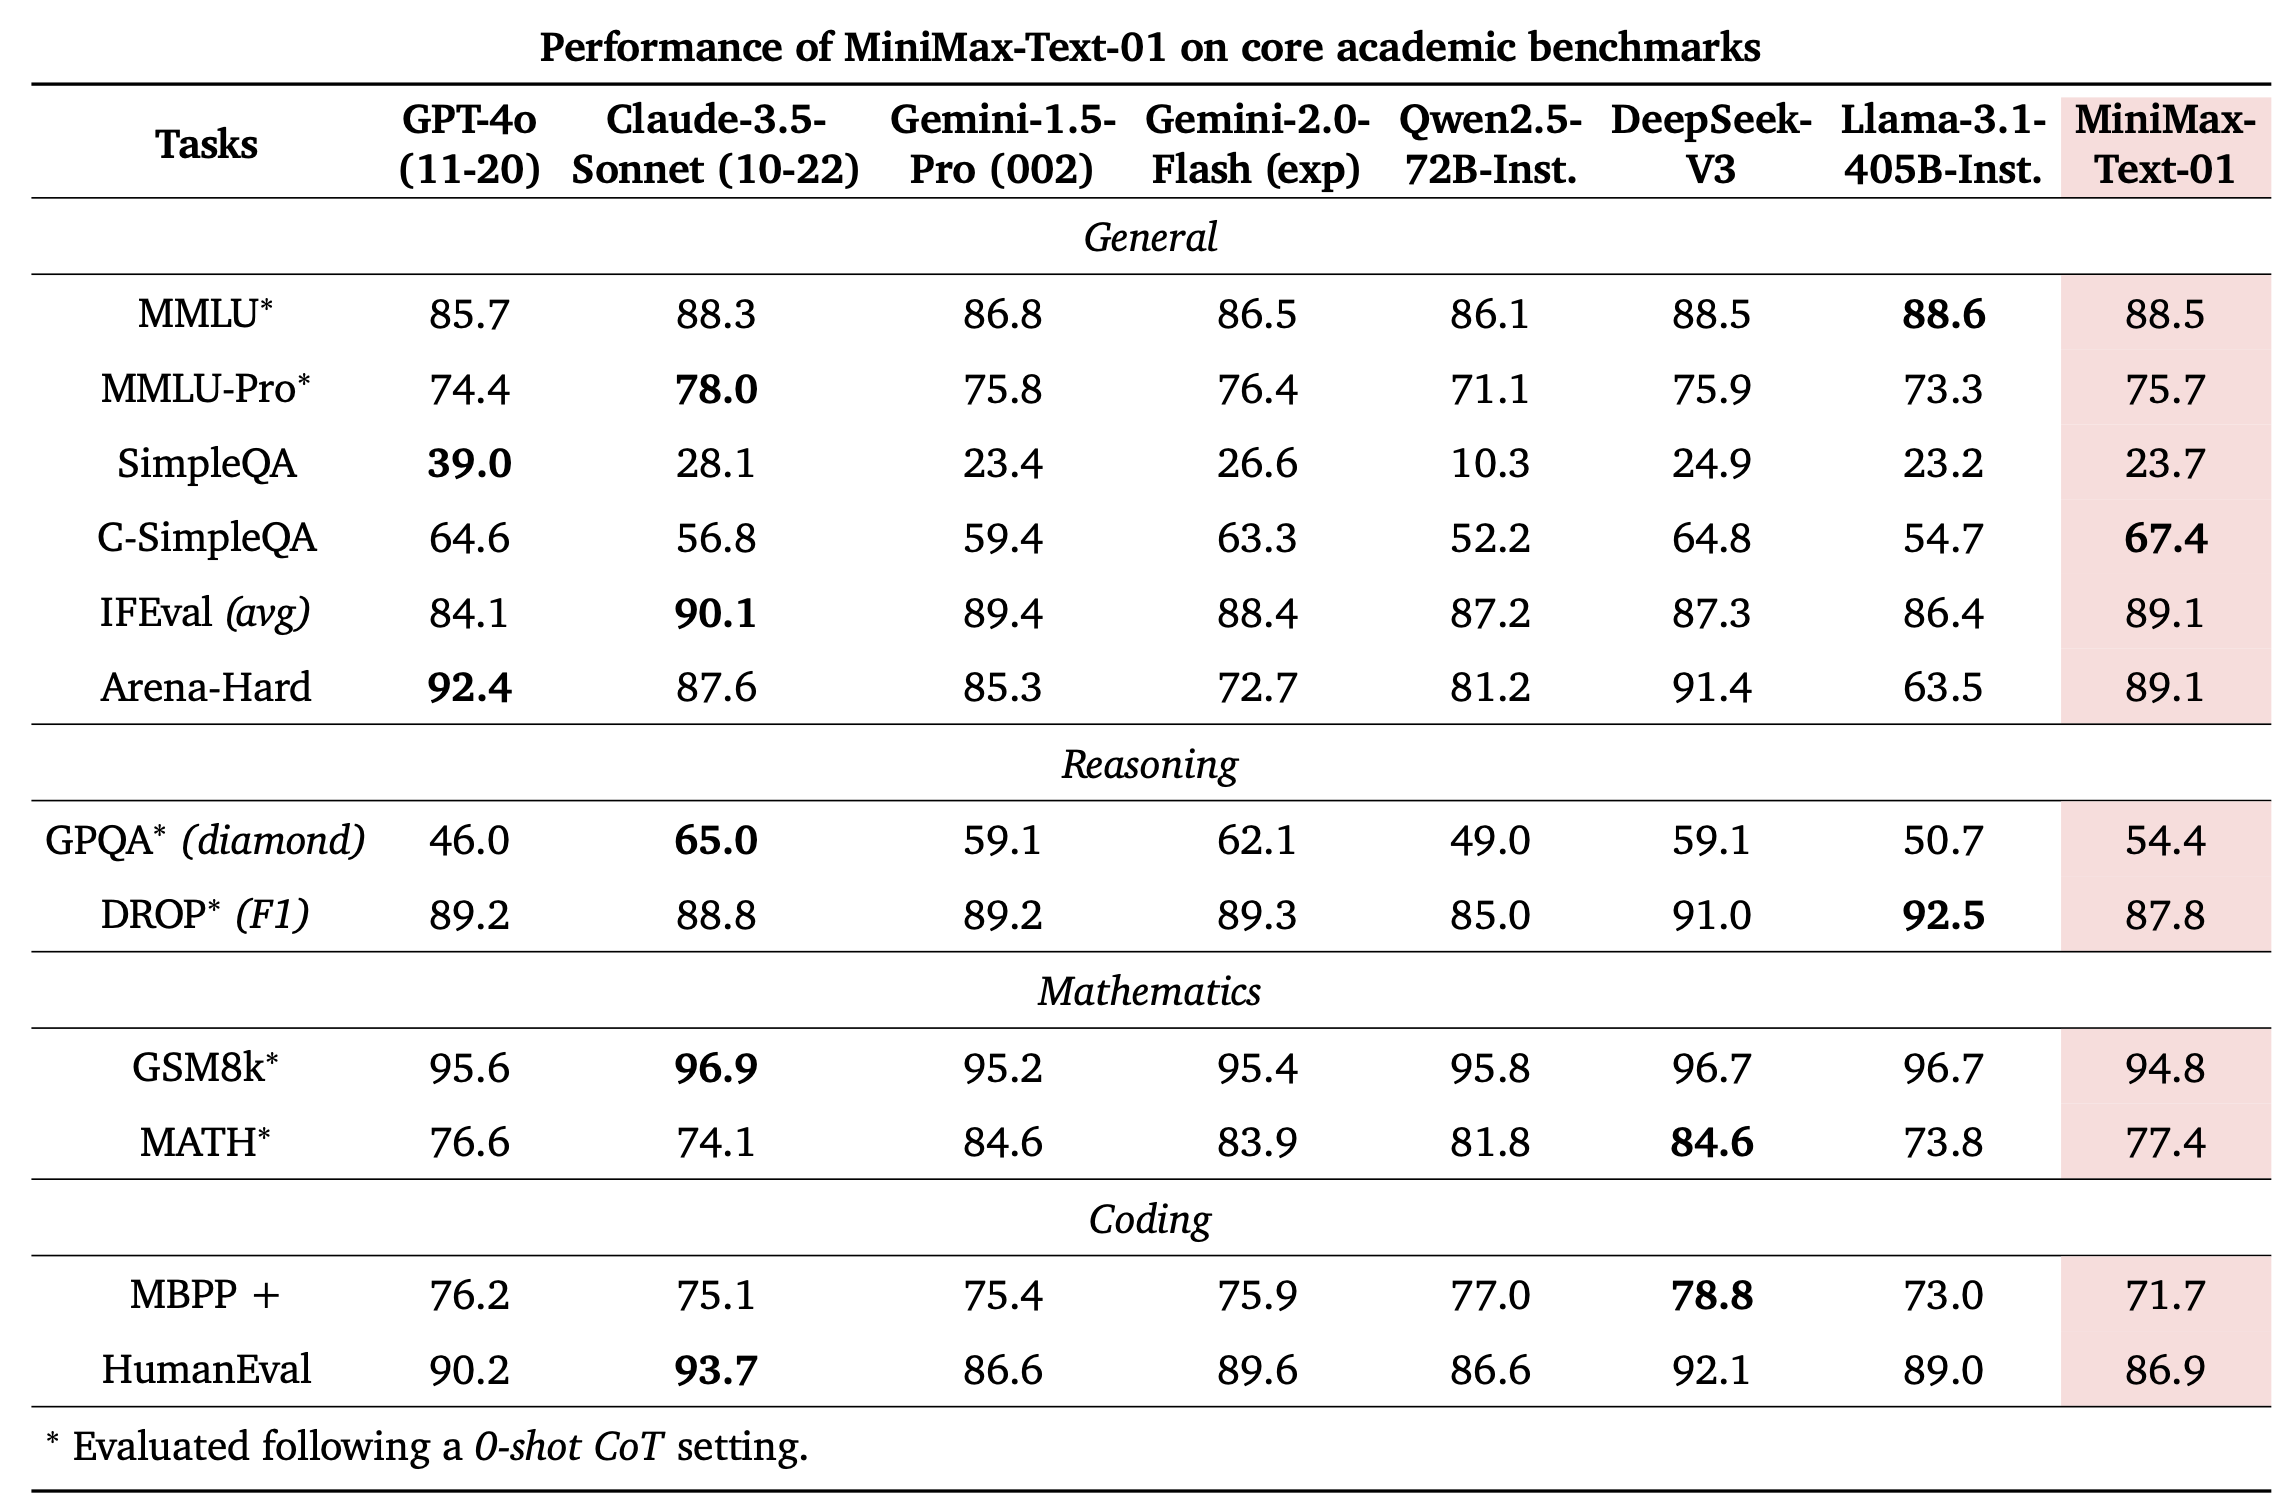 Performance of MiniMax-Text-01 on core academic benchmarks
Tasks GPT-4o (11-20) Claude-3.5-Sonnet (10-22) Gemini-1.5-Pro (002) Gemini-2.0-Flash (exp) Qwen2.5-72B-Inst. DeepSeek-V3 Llama-3.1-405B-Inst. MiniMax-Text-01
General
MMLU* 85.7 88.3 86.8 86.5 86.1 88.5 88.6 88.5
MMLU-Pro* 74.4 78.0 75.8 76.4 71.1 75.9 73.3 75.7
SimpleQA 39.0 28.1 23.4 26.6 10.3 24.9 23.2 23.7
C-SimpleQA 64.6 56.8 59.4 63.3 52.2 64.8 54.7 67.4
IFEval (avg) 84.1 90.1 89.4 88.4 87.2 87.3 86.4 89.1
Arena-Hard 92.4 87.6 85.3 72.7 81.2 91.4 63.5 89.1
Reasoning
GPQA* (diamond) 46.0 65.0 59.1 62.1 49.0 59.1 50.7 54.4
DROP* (F1) 89.2 88.8 89.2 89.3 85.0 91.0 92.5 87.8
Mathematics
GSM8k* 95.6 96.9 95.2 95.4 95.8 96.7 96.7 94.8
MATH* 76.6 74.1 84.6 83.9 81.8 84.6 73.8 77.4
Coding
MBPP + 76.2 75.1 75.4 75.9 77.0 78.8 73.0 71.7
HumanEval 90.2 93.7 86.6 89.6 86.6 92.1 89.0 86.9
* Evaluated following a 0-shot CoT setting.